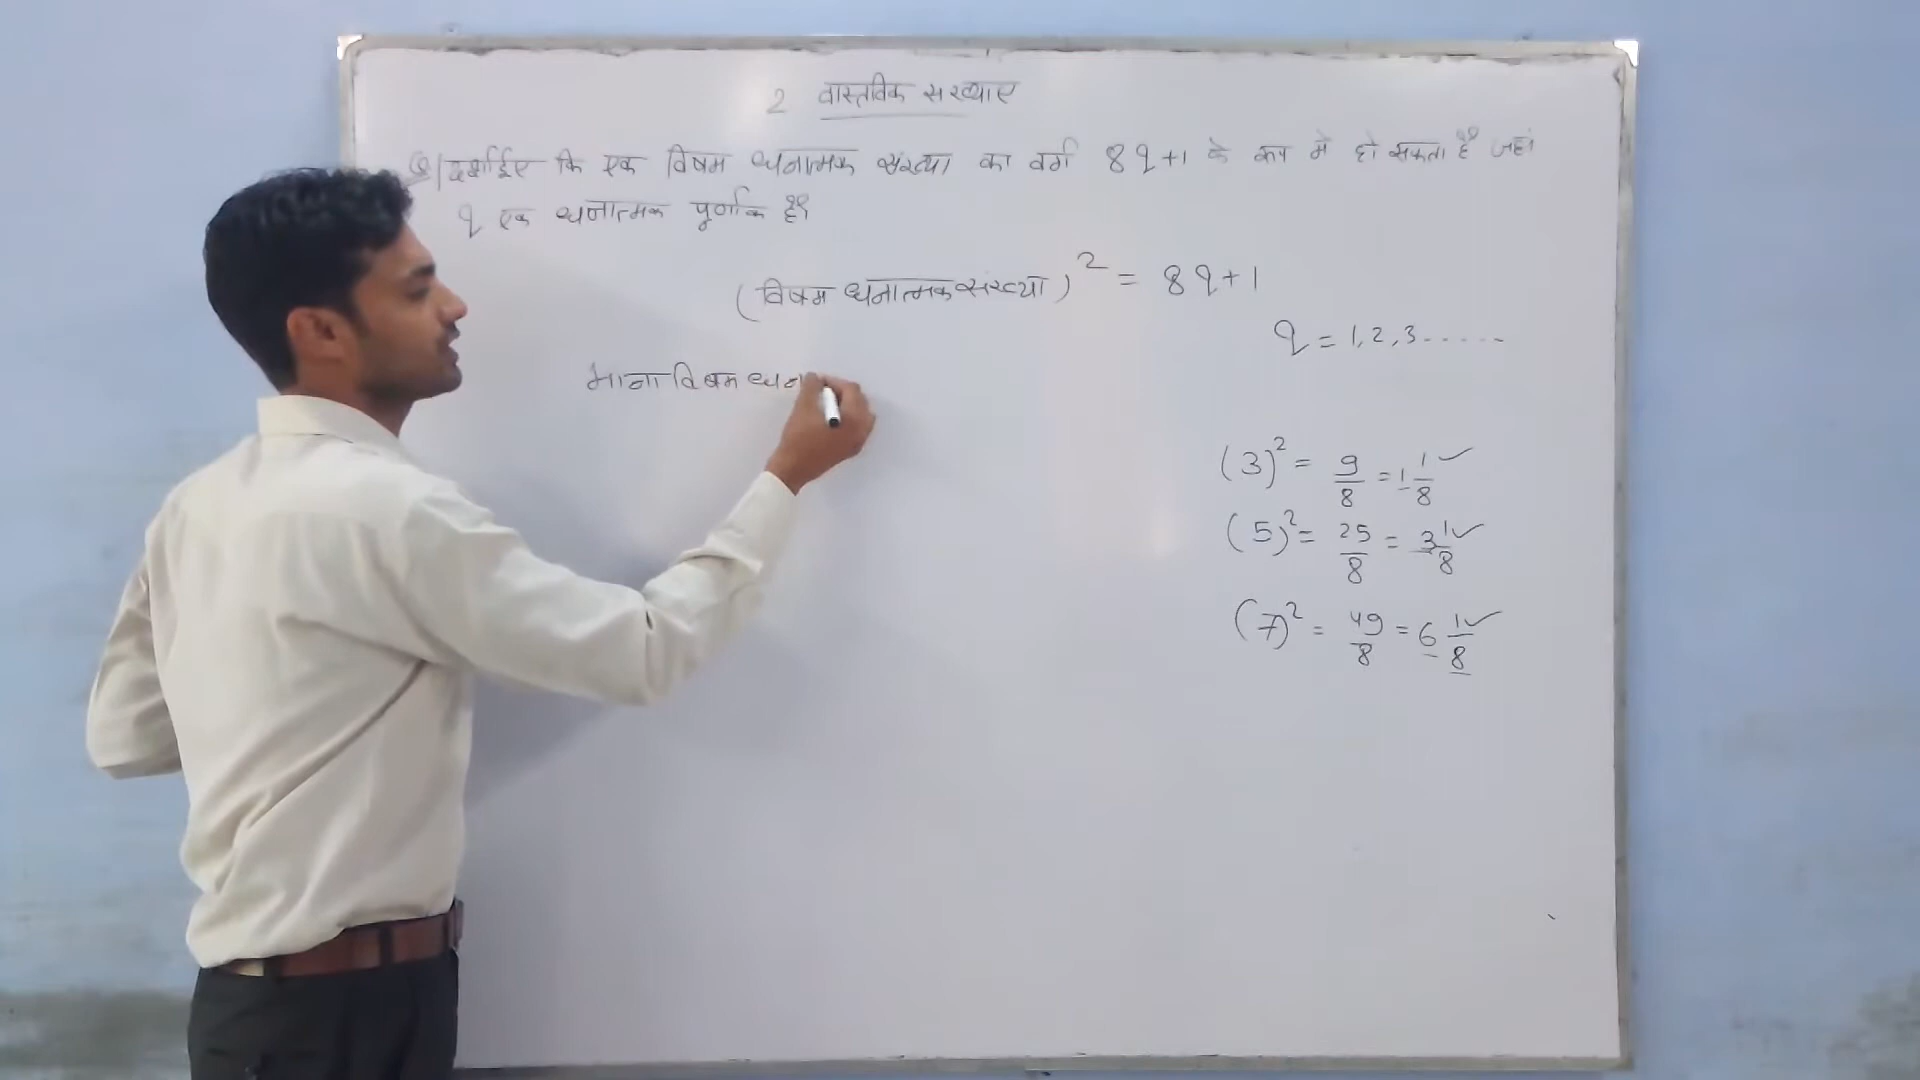 2 वास्तविक सख्याए
Q| दर्शाईए कि एक विषम धनात्मक संख्या का वर्ग 8q+1 के रूप मे हो सकता है जहां
q एक धनात्मक पूर्णाक है।
(विषम धनात्मक संख्या)² = 8q+1
q = 1,2,3-----
माना विषम धन
(3)² = 9/8 = 1 1/8 ✓
(5)² = 25/8 = 3 1/8 ✓
(7)² = 49/8 = 6 1/8 ✓